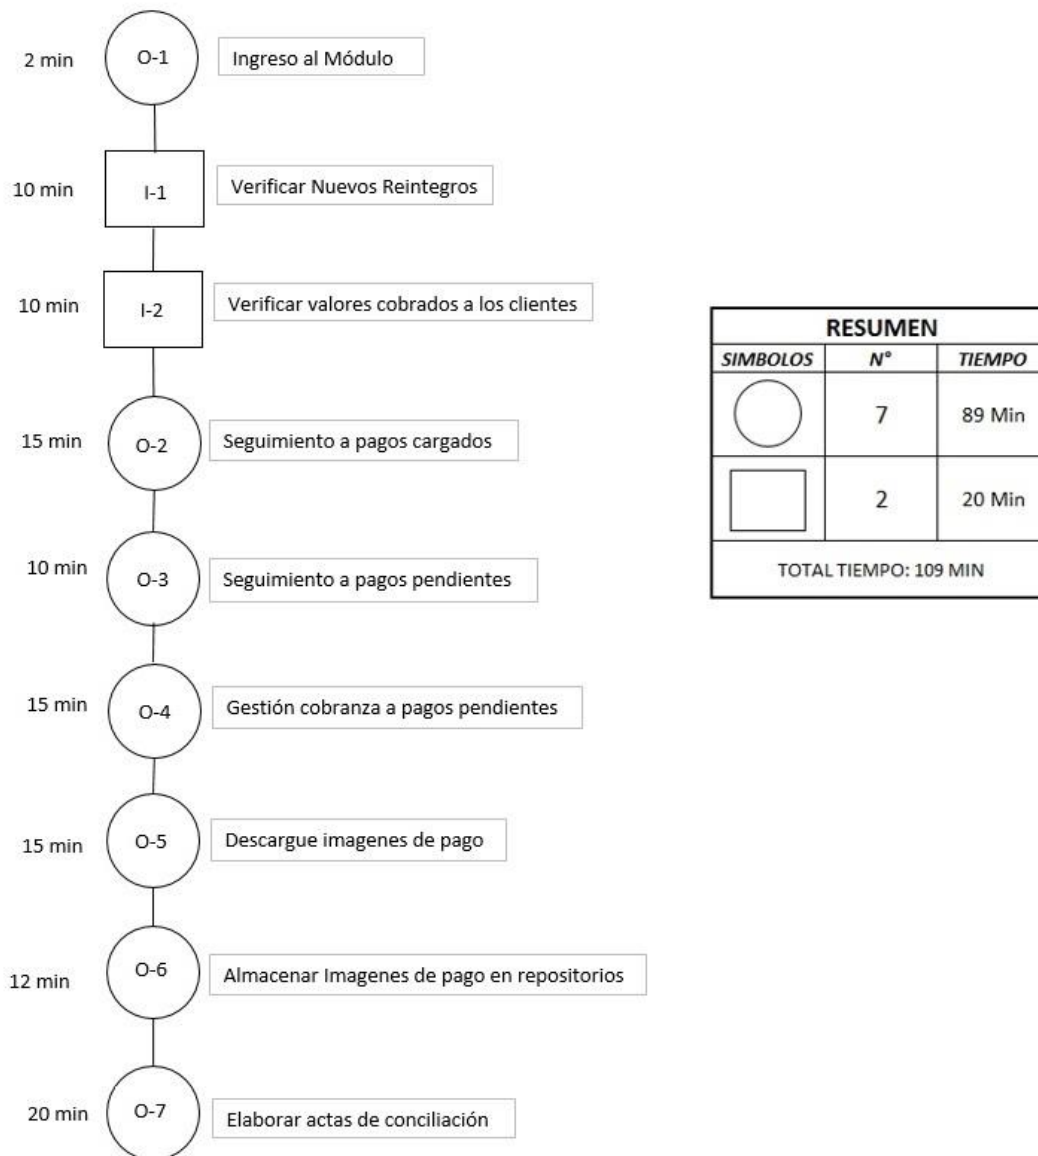 2 min O-1 Ingreso al Módulo
10 min I-1 Verificar Nuevos Reintegros
10 min I-2 Verificar valores cobrados a los clientes
15 min O-2 Seguimiento a pagos cargados
10 min O-3 Seguimiento a pagos pendientes
15 min O-4 Gestión cobranza a pagos pendientes
15 min O-5 Descargue imagenes de pago
12 min O-6 Almacenar Imagenes de pago en repositorios
20 min O-7 Elaborar actas de conciliación
RESUMEN
SIMBOLOS N° TIEMPO
7 89 Min
2 20 Min
TOTAL TIEMPO: 109 MIN